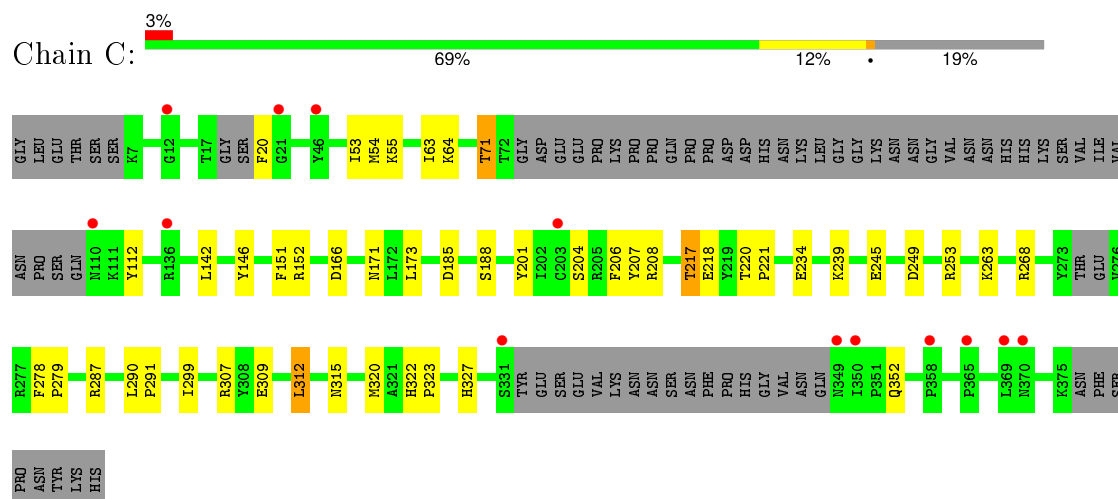 3%
Chain C:
69% 12% • 19%
GLY LEU GLU THR SER SER K7 G12 T17 GLY SER F20 G21 Y46 I53 M54 K55 I63 K64 T71 T72 GLY ASP GLU GLU PRO LYS PRO PRO GLN PRO PRO ASP ASP HIS ASN LYS LEU GLY GLY LYS ASN ASN GLY VAL ASN ASN HIS HIS LYS SER VAL ILE VAL
ASN PRO SER GLN N110 K111 Y112 R136 L142 Y146 F151 R152 D166 N171 L172 L173 D185 S188 Y201 I202 C203 S204 R205 F206 Y207 R208 T217 E218 Y219 T220 P221 E234 K239 E245 D249 R253 K263 R268 Y273 THR GLU
R277 F278 P279 R287 L290 P291 I299 R307 Y308 E309 L312 N315 M320 A321 H322 P323 H327 S331 TYR GLU SER GLU VAL LYS ASN ASN SER ASN PHE PRO HIS GLY VAL ASN GLN N349 I350 P351 Q352 P358 P365 L369 N370 K375 ASN PHE SER
PRO ASN TYR LYS HIS